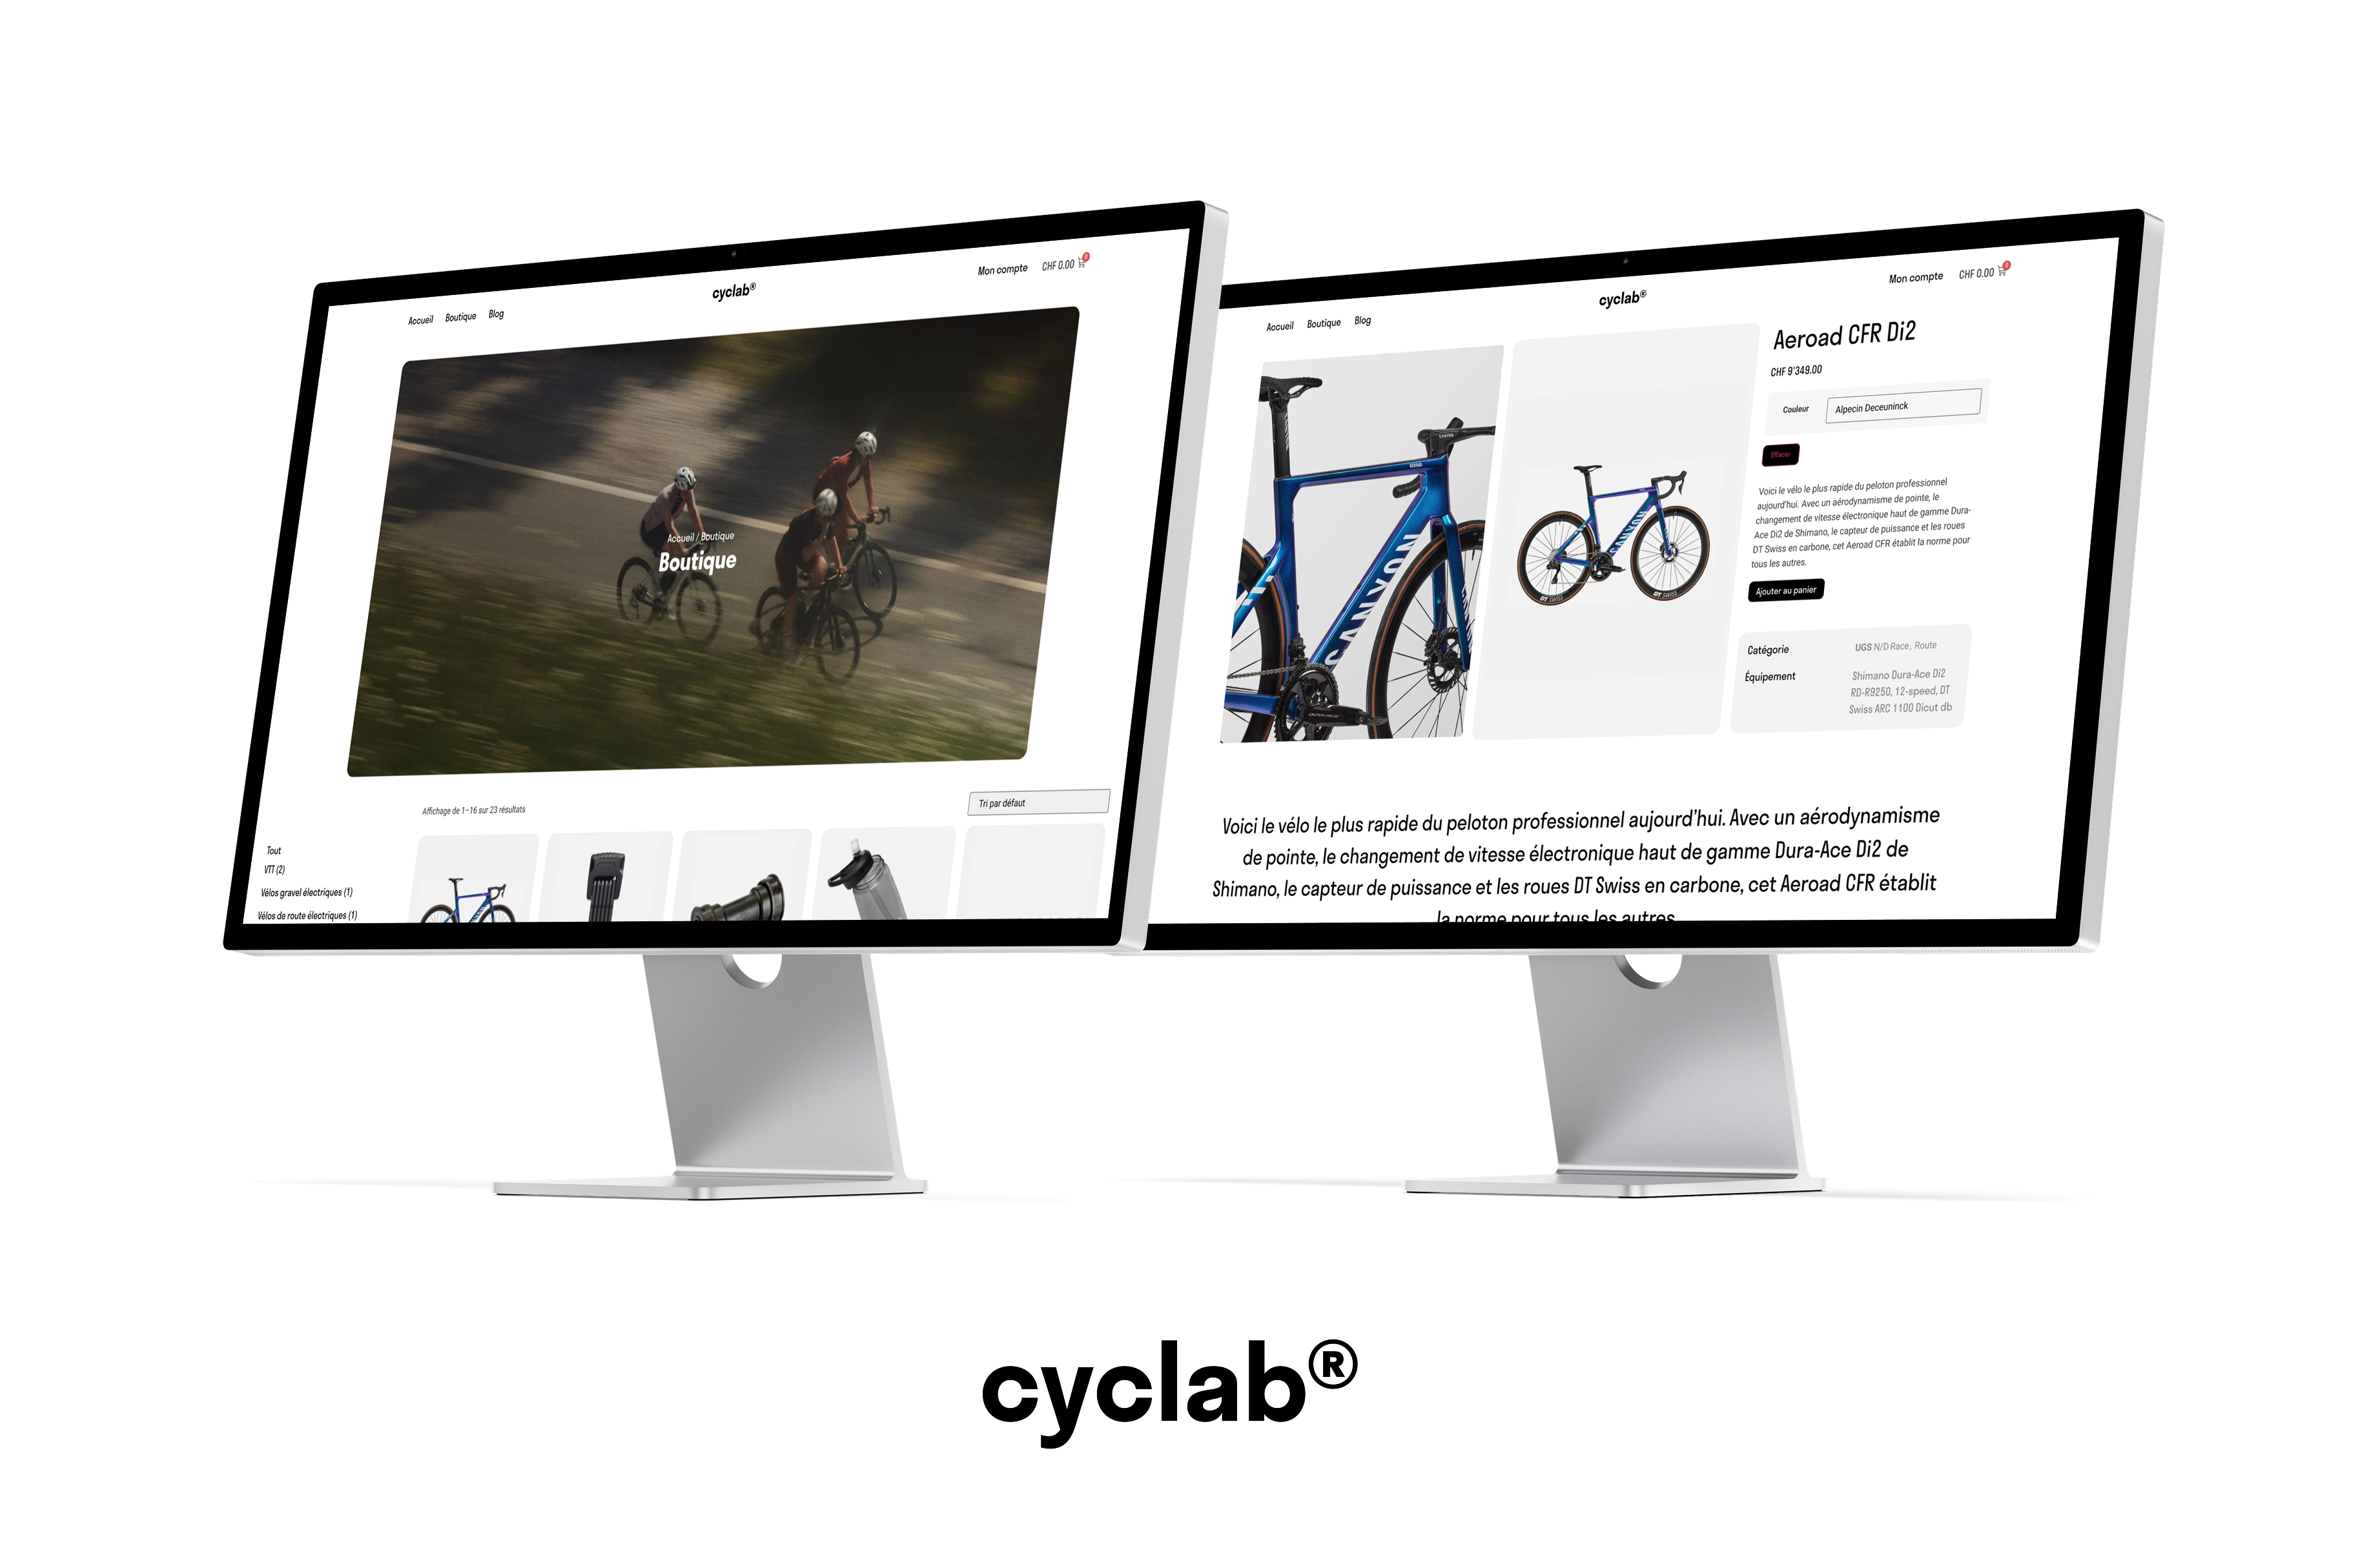 Mon compte CHF 0.00 0
cyclab®
Accueil Boutique Blog
Accueil / Boutique
Boutique
Affichage de 1–16 sur 23 résultats
Tri par défaut
Tout
VTT (2)
Vélos gravel électriques (1)
Vélos de route électriques (1)
Mon compte CHF 0.00 0
cyclab®
Accueil Boutique Blog
CANYON
CANYON
DT SWISS
DT SWISS
Aeroad CFR Di2
CHF 9'349.00
Couleur Alpecin Deceuninck
Effacer
Voici le vélo le plus rapide du peloton professionnel
aujourd'hui. Avec un aérodynamisme de pointe, le
changement de vitesse électronique haut de gamme Dura-
Ace Di2 de Shimano, le capteur de puissance et les roues
DT Swiss en carbone, cet Aeroad CFR établit la norme pour
tous les autres.
Ajouter au panier
Catégorie UGS N/D Race, Route
Équipement Shimano Dura-Ace Di2
RD-R9250, 12-speed, DT
Swiss ARC 1100 Dicut db
Voici le vélo le plus rapide du peloton professionnel aujourd'hui. Avec un aérodynamisme
de pointe, le changement de vitesse électronique haut de gamme Dura-Ace Di2 de
Shimano, le capteur de puissance et les roues DT Swiss en carbone, cet Aeroad CFR établit
la norme pour tous les autres.
cyclab®